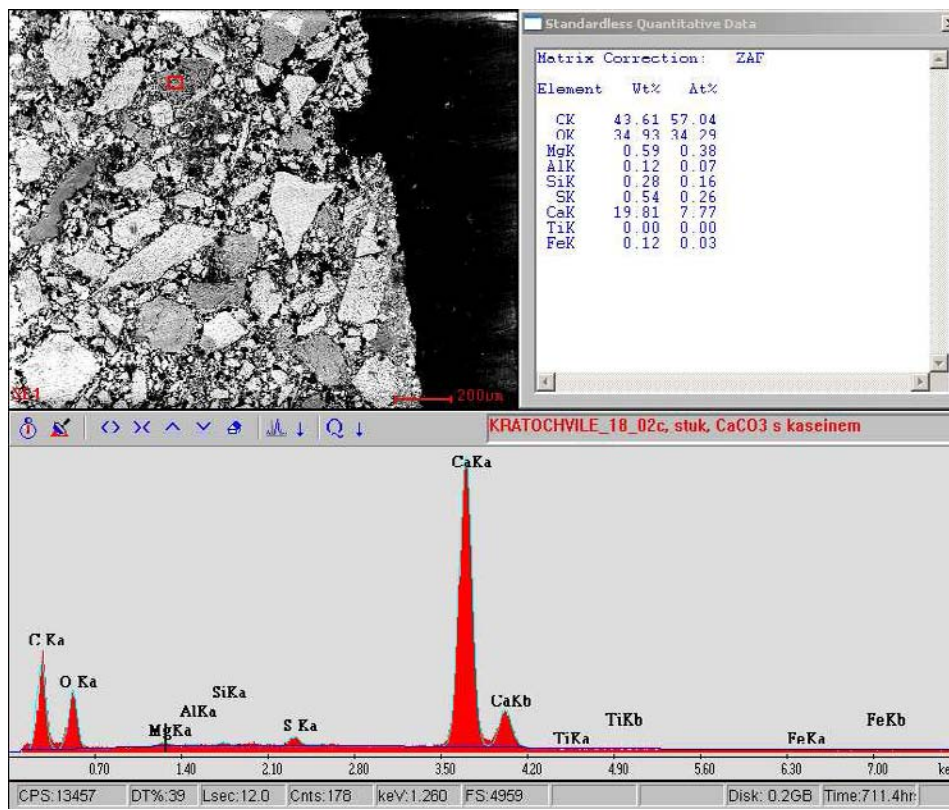 Standardless Quantitative Data
Matrix Correction: ZAF
Element Wt% At%
CK 43.61 57.04
OK 34.93 34.29
MgK 0.59 0.38
AlK 0.12 0.07
SiK 0.28 0.16
SK 0.54 0.26
CaK 19.81 7.77
TiK 0.00 0.00
FeK 0.12 0.03
200um
KRATOCHVILE_18_02c, stuk, CaCO3 s kaseinem
CaKa
C Ka
O Ka
MgKa
AlKa
SiKa
S Ka
CaKb
TiKa
TiKb
FeKa
FeKb
0.70 1.40 2.10 2.80 3.50 4.20 4.90 5.60 6.30 7.00 ke
CPS:13457 DT%:39 Lsec:12.0 Cnts:178 keV:1.260 FS:4959 Disk: 0.2GB Time:711.4hr